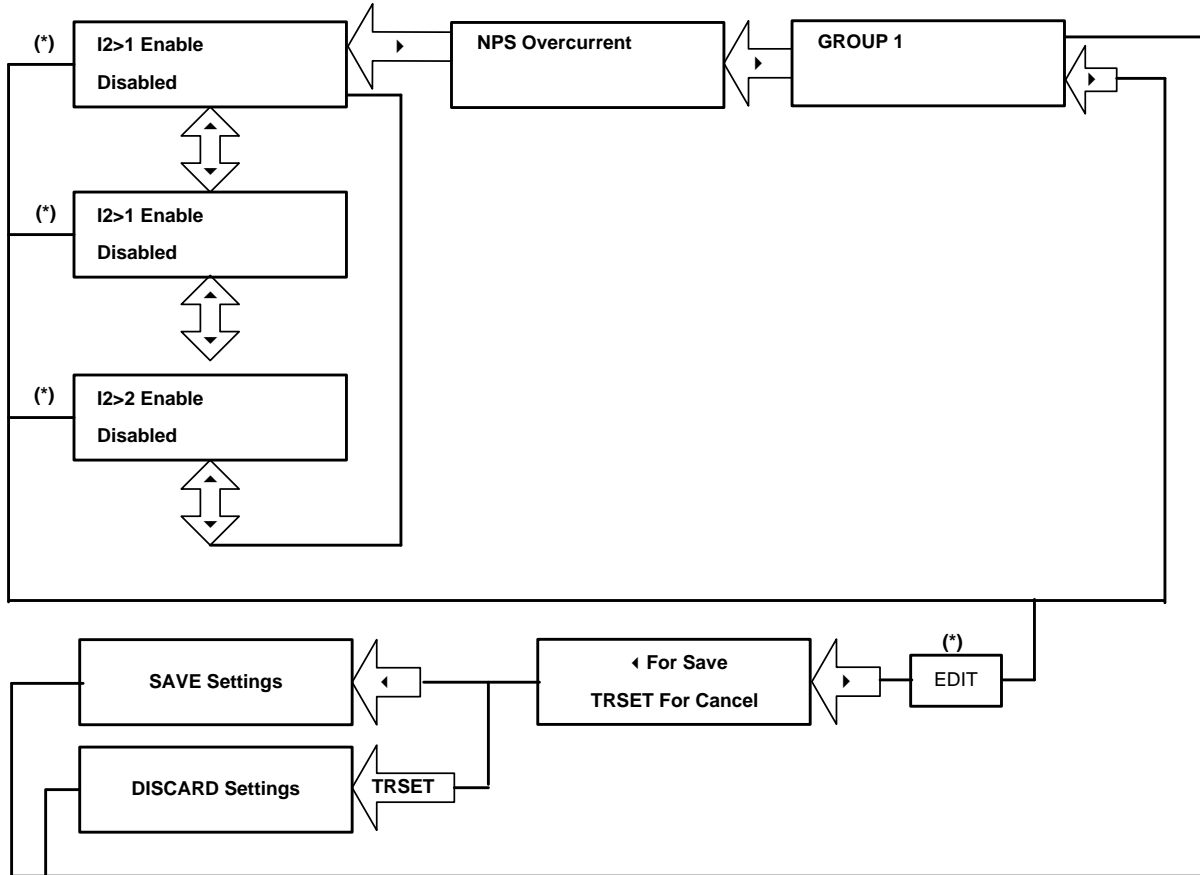 (*)
I2>1 Enable
Disabled
NPS Overcurrent
GROUP 1
(*)
I2>1 Enable
Disabled
(*)
I2>2 Enable
Disabled
SAVE Settings
For Save
TRSET For Cancel
(*)
EDIT
DISCARD Settings
TRSET